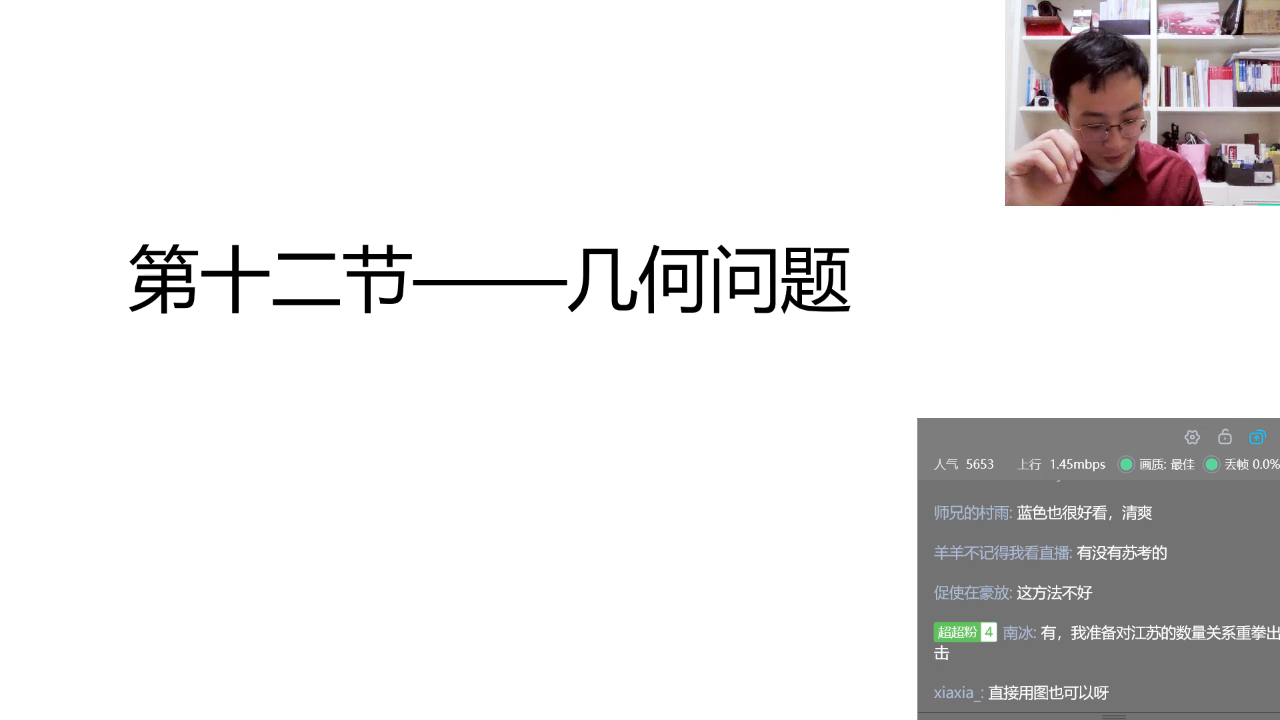 第十二节——几何问题
人气 5653 上行 1.45mbps 画质: 最佳 丢帧 0.0%
师兄的村雨: 蓝色也很好看，清爽
羊羊不记得我看直播: 有没有苏考的
促使在豪放: 这方法不好
超超粉 4 南冰: 有，我准备对江苏的数量关系重拳出
击
xiaxia_: 直接用图也可以呀